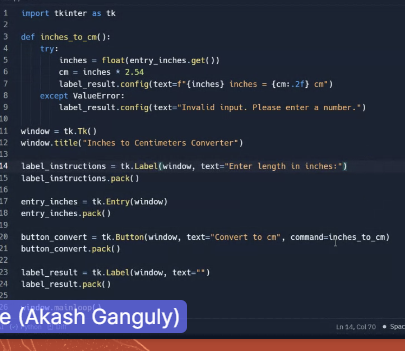 1 import tkinter as tk
2
3 def inches_to_cm():
4     try:
5         inches = float(entry_inches.get())
6         cm = inches * 2.54
7         label_result.config(text=f"{inches} inches = {cm:.2f} cm")
8     except ValueError:
9         label_result.config(text="Invalid input. Please enter a number.")
10
11 window = tk.Tk()
12 window.title("Inches to Centimeters Converter")
13
14 label_instructions = tk.Label(window, text="Enter length in inches:")
15 label_instructions.pack()
16
17 entry_inches = tk.Entry(window)
18 entry_inches.pack()
19
20 button_convert = tk.Button(window, text="Convert to cm", command=inches_to_cm)
21 button_convert.pack()
22
23 label_result = tk.Label(window, text="")
24 label_result.pack()
25
window.mainloop()
e (Akash Ganguly)
Ln 14, Col 70
Spac